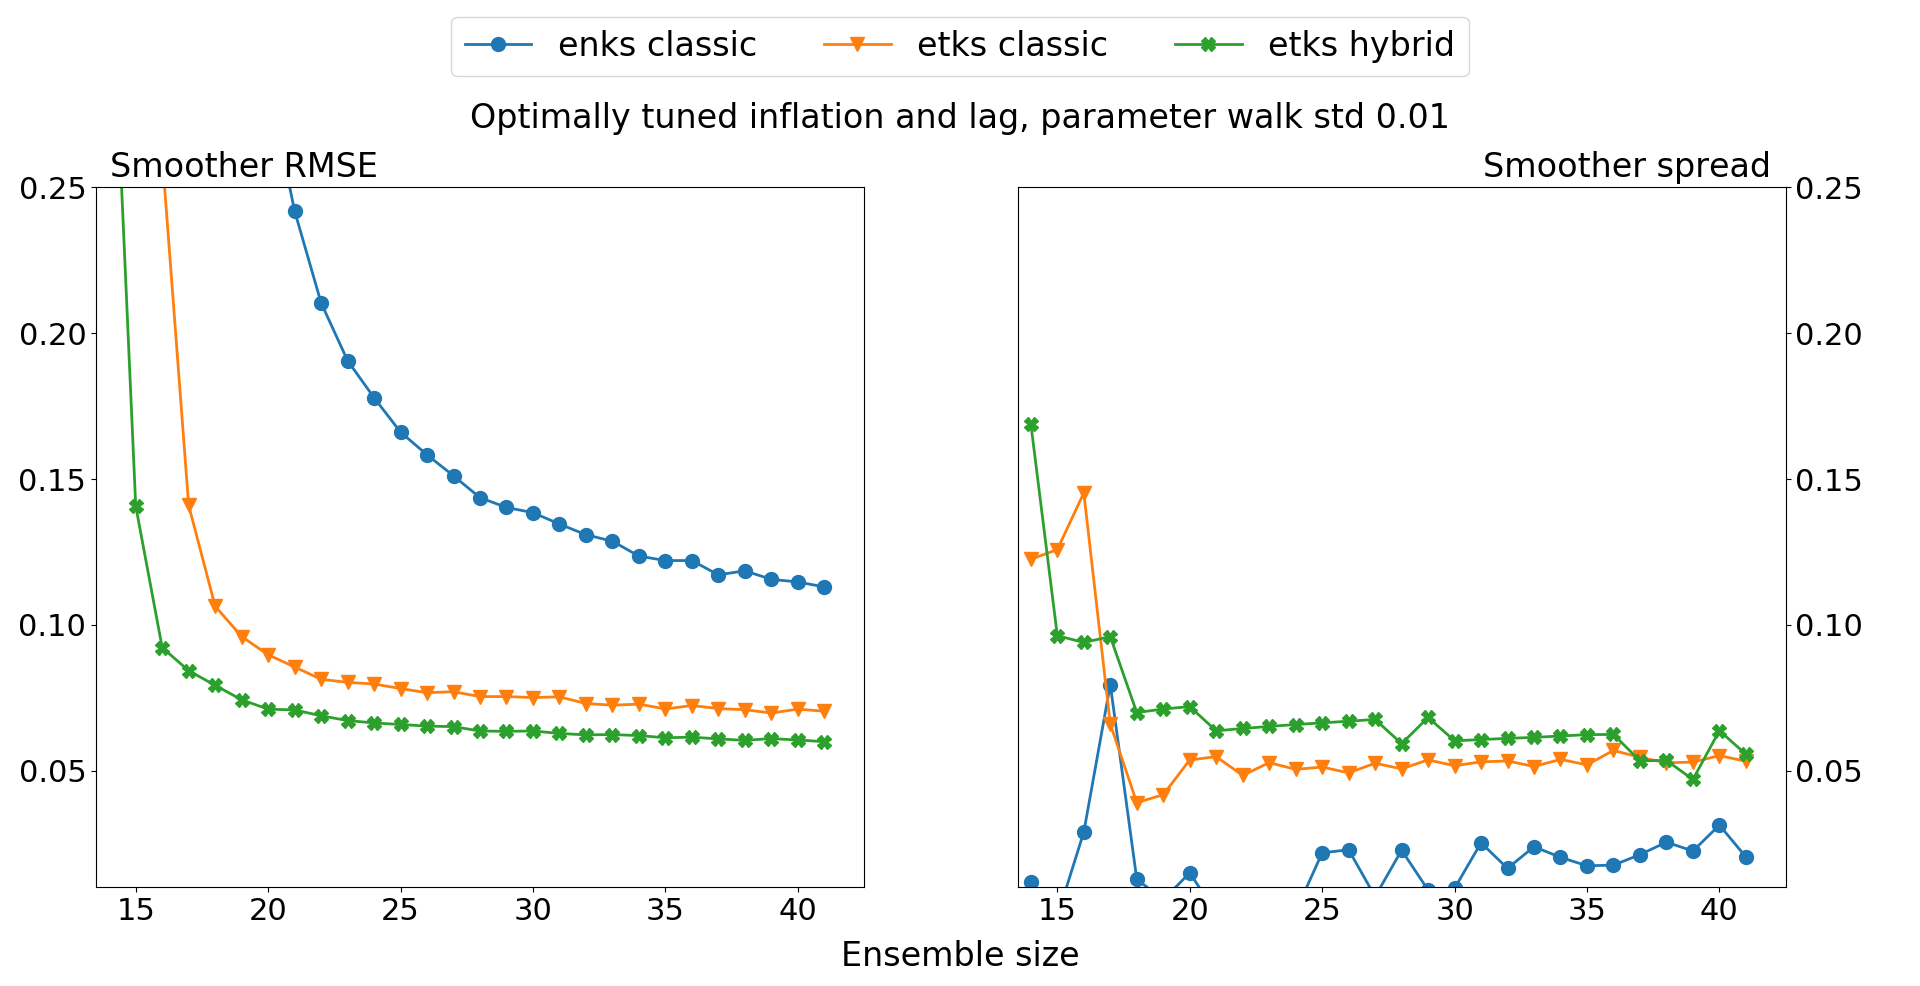 enks classic etks classic etks hybrid
Optimally tuned inflation and lag, parameter walk std 0.01
Smoother RMSE Smoother spread
0.25 0.25
0.20 0.20
0.15 0.15
0.10 0.10
0.05 0.05
15 20 25 30 35 40 15 20 25 30 35 40
Ensemble size